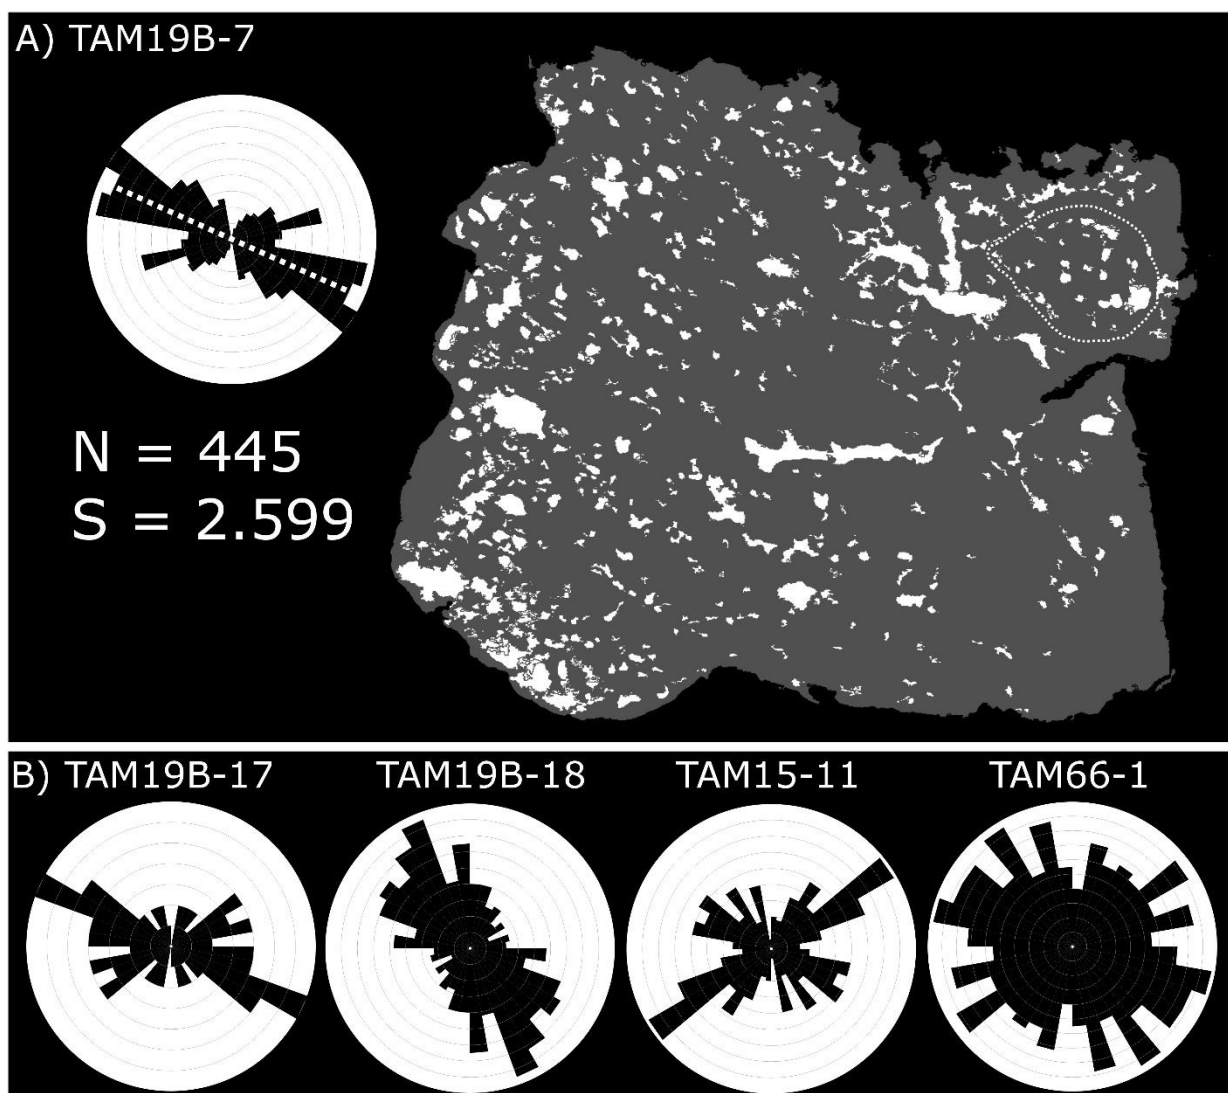 A) TAM19B-7
N = 445
S = 2.599
B) TAM19B-17
TAM19B-18
TAM15-11
TAM66-1